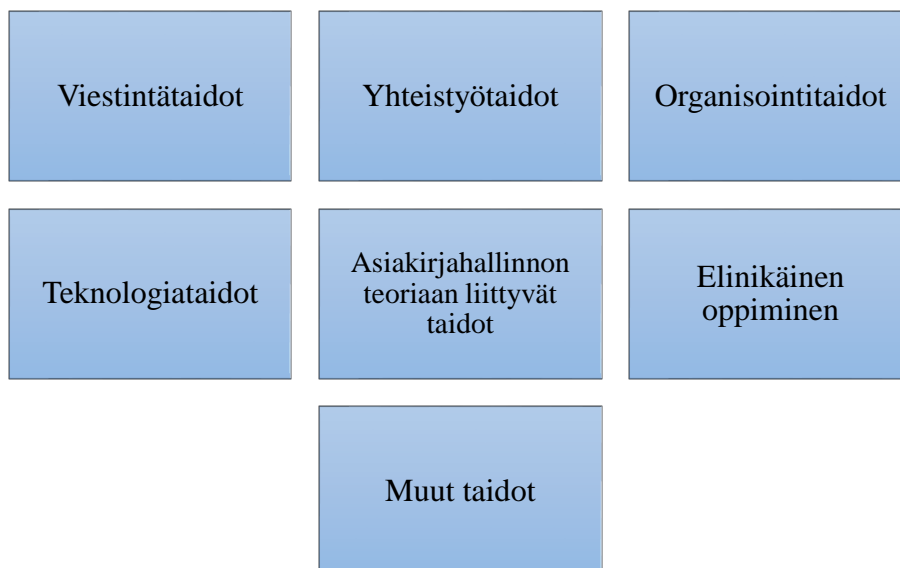 Viestintätaidot
Yhteistyötaidot
Organisointitaidot
Teknologiataidot
Asiakirjahallinnon
teoriaan liittyvät
taidot
Elinikäinen
oppiminen
Muut taidot